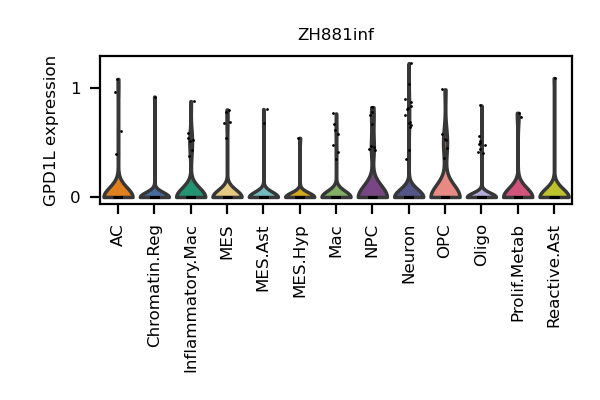 ZH881inf
GPD1L expression
1
0
AC
Chromatin.Reg
Inflammatory.Mac
MES
MES.Ast
MES.Hyp
Mac
NPC
Neuron
OPC
Oligo
Prolif.Metab
Reactive.Ast